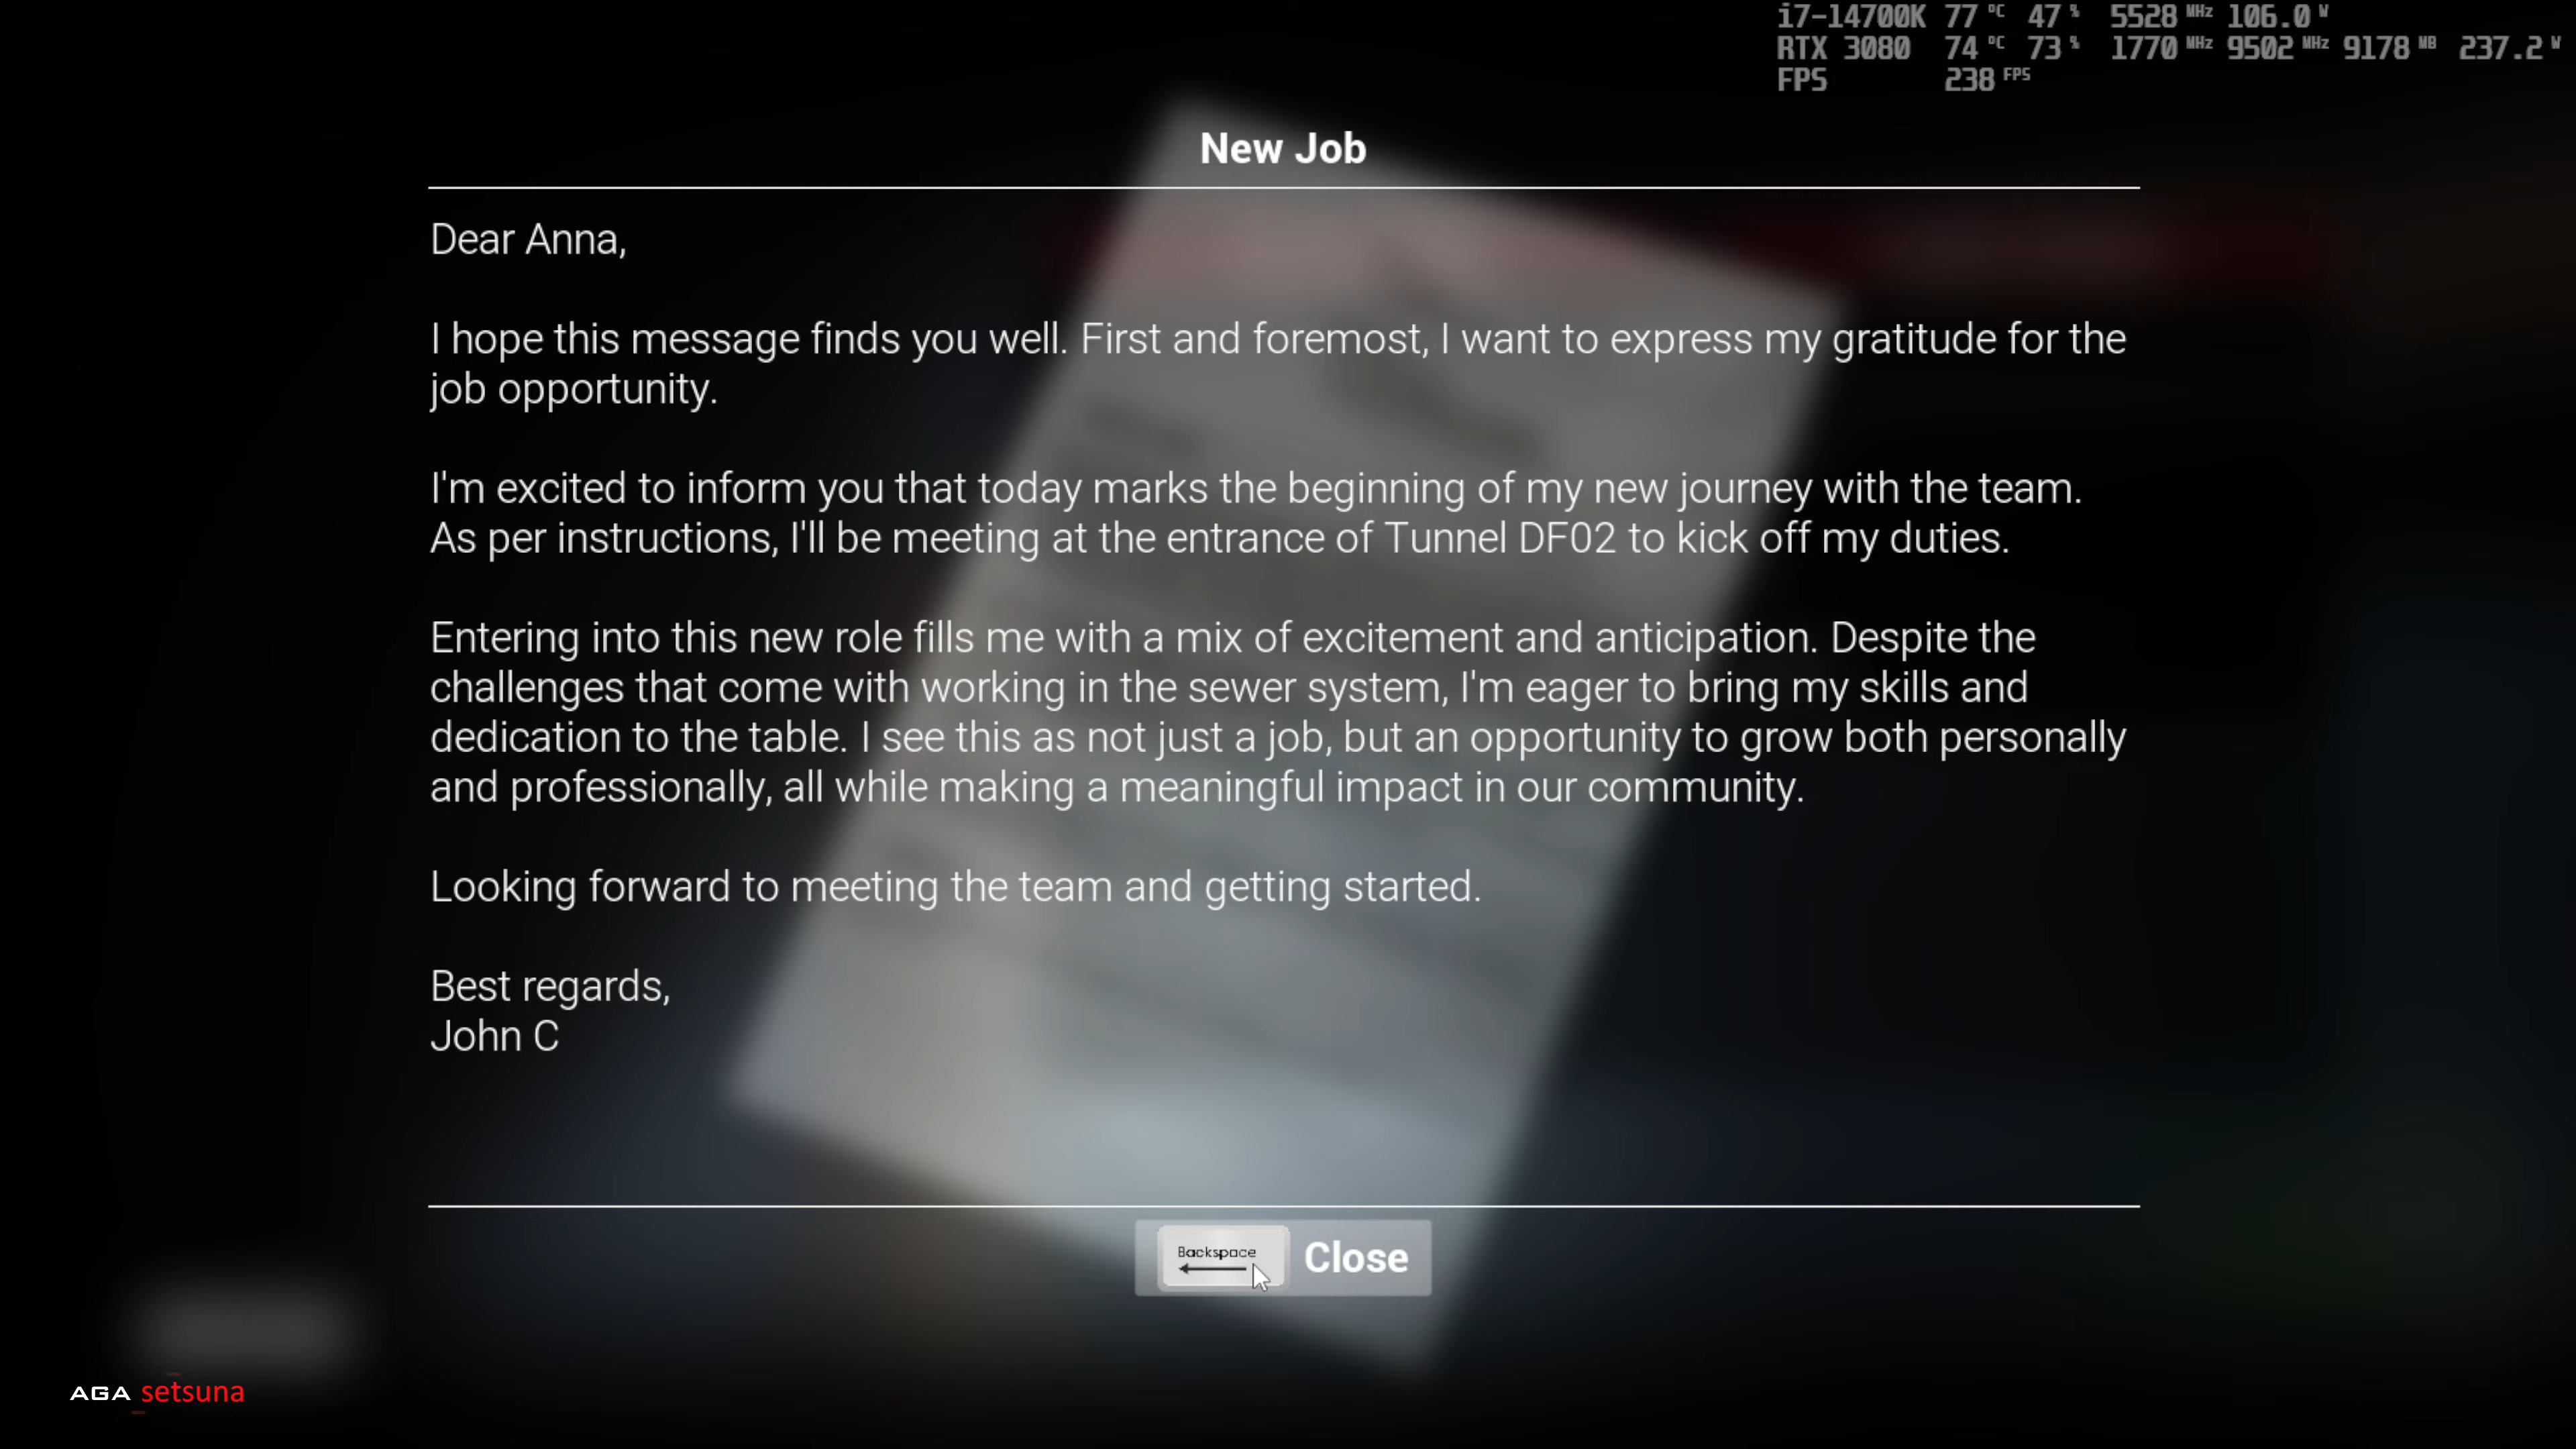 i7-14700K 77 °C 47 % 5528 MHz 106.0 W
RTX 3080 74 °C 73 % 1770 MHz 9502 MHz 9178 MB 237.2 W
FPS 238 FPS
New Job
Dear Anna,
I hope this message finds you well. First and foremost, I want to express my gratitude for the
job opportunity.
I'm excited to inform you that today marks the beginning of my new journey with the team.
As per instructions, I'll be meeting at the entrance of Tunnel DF02 to kick off my duties.
Entering into this new role fills me with a mix of excitement and anticipation. Despite the
challenges that come with working in the sewer system, I'm eager to bring my skills and
dedication to the table. I see this as not just a job, but an opportunity to grow both personally
and professionally, all while making a meaningful impact in our community.
Looking forward to meeting the team and getting started.
Best regards,
John C
Backspace Close
AGA setsuna